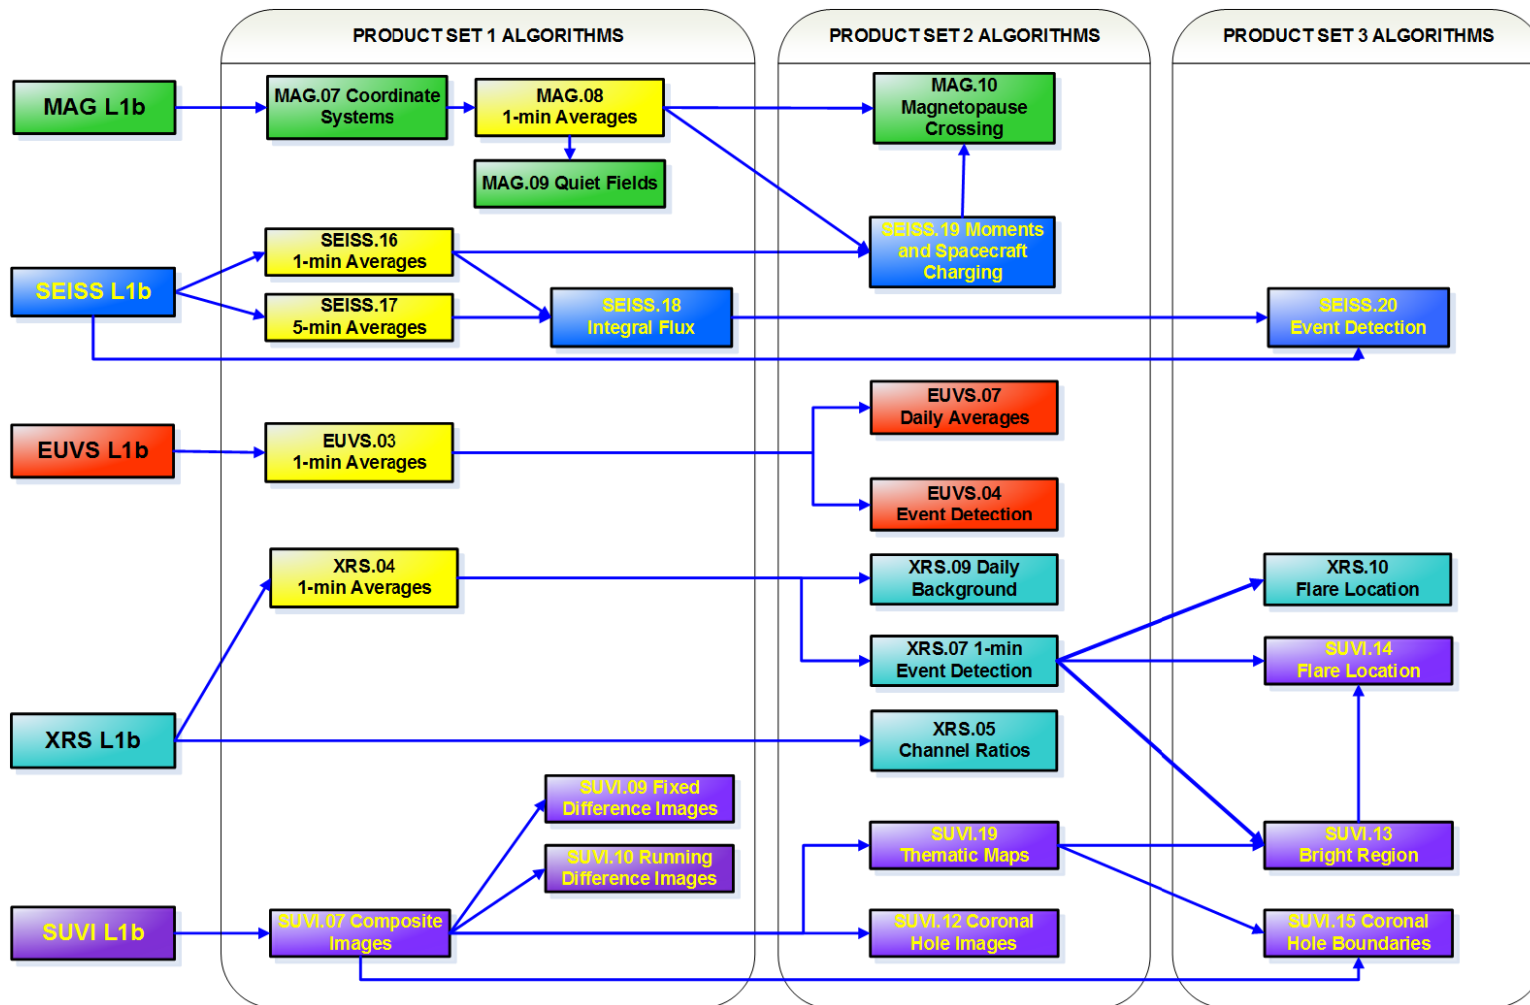 PRODUCT SET 1 ALGORITHMS
PRODUCT SET 2 ALGORITHMS
PRODUCT SET 3 ALGORITHMS
MAG L1b
MAG.07 Coordinate
Systems
MAG.08
1-min Averages
MAG.10
Magnetopause
Crossing
MAG.09 Quiet Fields
SEISS L1b
SEISS.16
1-min Averages
SEISS.17
5-min Averages
SEISS.18
Integral Flux
SEISS.19 Moments
and Spacecraft
Charging
SEISS.20
Event Detection
EUVS L1b
EUVS.03
1-min Averages
EUVS.07
Daily Averages
EUVS.04
Event Detection
XRS L1b
XRS.04
1-min Averages
XRS.09 Daily
Background
XRS.07 1-min
Event Detection
XRS.05
Channel Ratios
XRS.10
Flare Location
SUVI.14
Flare Location
SUVI L1b
SUVI.07 Composite
Images
SUVI.09 Fixed
Difference Images
SUVI.10 Running
Difference Images
SUVI.19
Thematic Maps
SUVI.12 Coronal
Hole Images
SUVI.13
Bright Region
SUVI.15 Coronal
Hole Boundaries